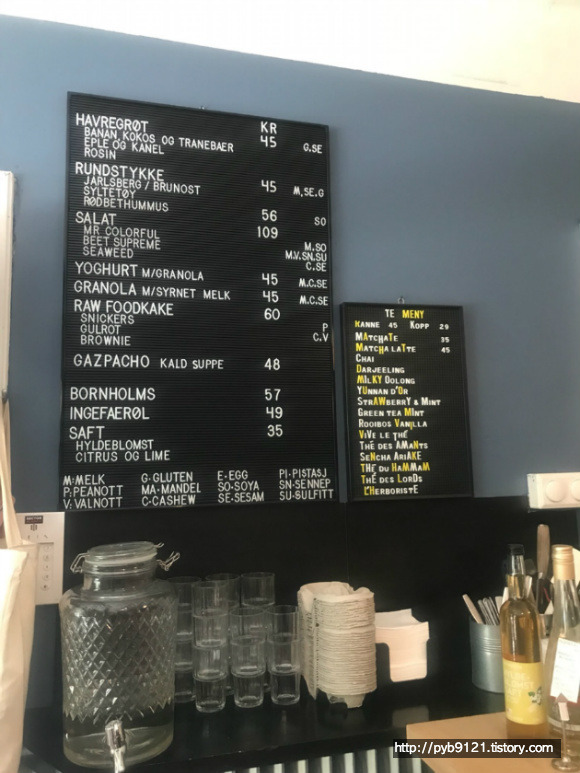 HAVREGRØT KR
BANAN, KOKOS OG TRANEBAER 45 G.SE
EPLE OG KANEL
ROSIN
RUNDSTYKKE
JARLSBERG / BRUNOST 45 M,SE.G
SYLTETØY
RØDBETHUMMUS
SALAT 56 SO
MR COLORFUL 109
BEET SUPREME M.SO
SEAWEED M.V.SN.SU
C.SE
YOGHURT M/GRANOLA 45 M.C.SE
GRANOLA M/SYRNET MELK 45 M.C.SE
RAW FOODKAKE 60
SNICKERS P
GULROT C.V
BROWNIE
GAZPACHO KALD SUPPE 48
BORNHOLMS 57
INGEFAERØL 49
SAFT 35
HYLDEBLOMST
CITRUS OG LIME
M:MELK G:GLUTEN E-EGG PI-PISTASJ
P:PEANOTT MA-MANDEL SO-SOYA SN-SENNEP
V:VALNOTT C-CASHEW SE-SESAM SU-SULFITT
TE MENY
KANNE 45 KOPP 29
MATCHATE 35
MATCHA LATTE 45
CHAI
DARJEELING
MILKY OOLONG
YUNNAN D'OR
STRAWBERRY & MINT
GREEN TEA MINT
ROOIBOS VANILLA
VIVE LE THÉ
THÉ DES AMANTS
SENCHA ARIAKE
THÉ DU HAMMAM
THÉ DES LORDS
L'HERBORISTE
http://pyb9121.tistory.com